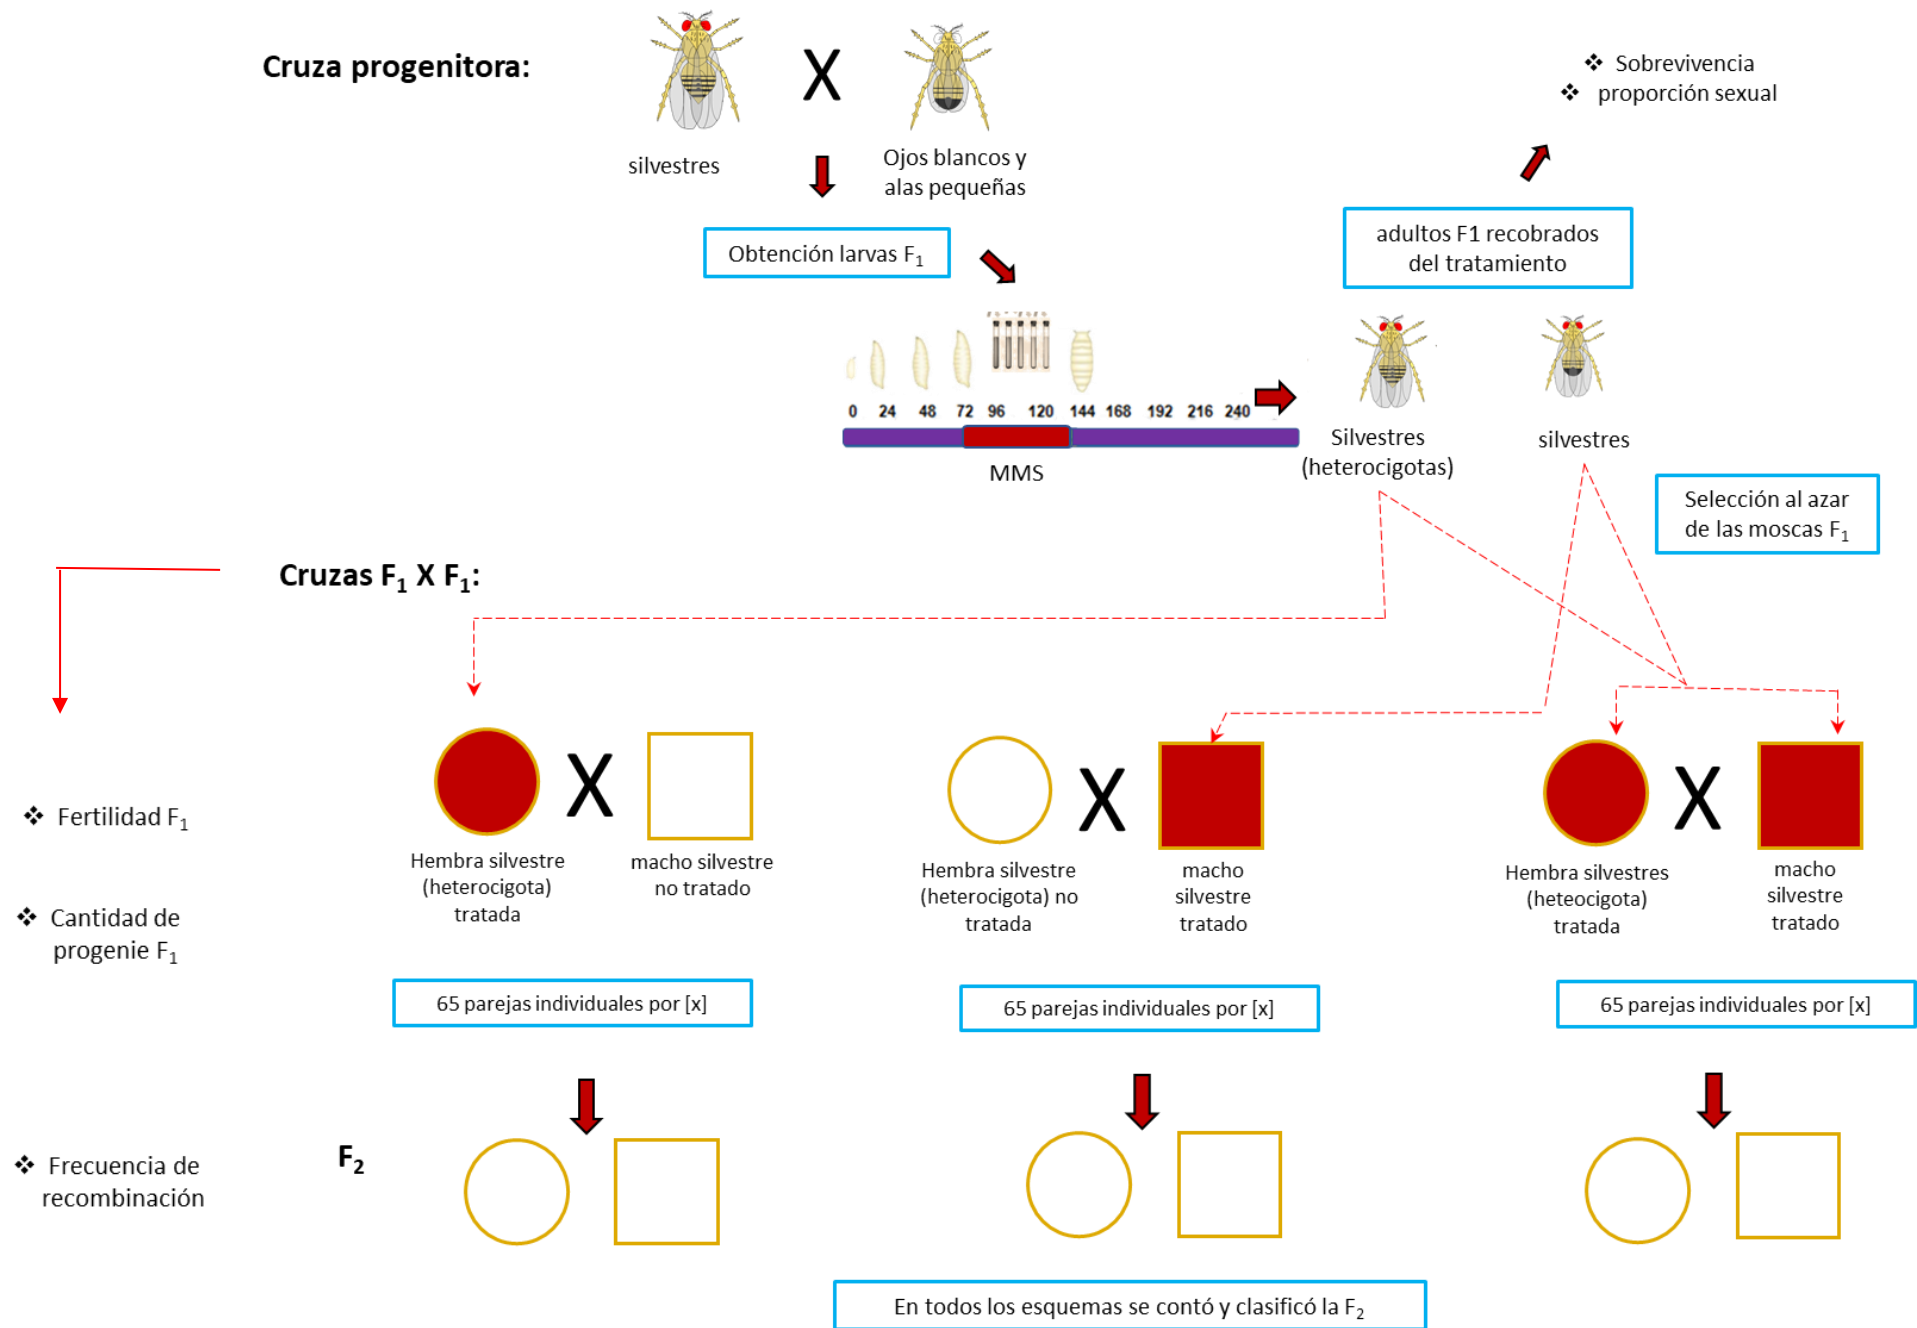 Cruza progenitora:
X
silvestres
Ojos blancos y
alas pequeñas
❖ Sobrevivencia
❖ proporción sexual
Obtención larvas F₁
adultos F1 recobrados
del tratamiento
0 24 48 72 96 120 144 168 192 216 240
MMS
Silvestres
(heterocigotas)
silvestres
Selección al azar
de las moscas F₁
Cruzas F₁ X F₁:
X
X
X
❖ Fertilidad F₁
Hembra silvestre
(heterocigota)
tratada
macho silvestre
no tratado
Hembra silvestre
(heterocigota) no
tratada
macho
silvestre
tratado
Hembra silvestres
(heteocigota)
tratada
macho
silvestre
tratado
❖ Cantidad de
progenie F₁
65 parejas individuales por [x]
65 parejas individuales por [x]
65 parejas individuales por [x]
❖ Frecuencia de
recombinación
F₂
En todos los esquemas se contó y clasificó la F₂